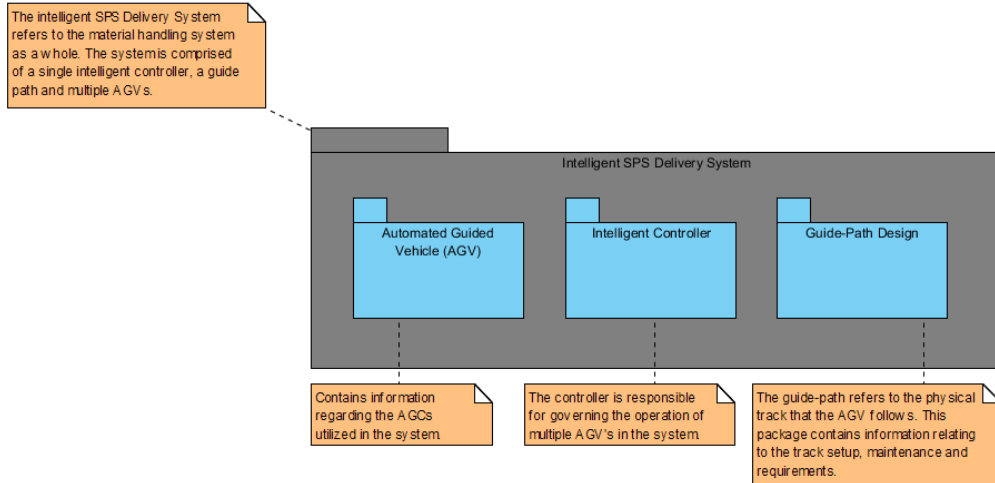 The intelligent SPS Delivery System
refers to the material handling system
as a whole. The system is comprised
of a single intelligent controller, a guide
path and multiple AGVs.
Intelligent SPS Delivery System
Automated Guided
Vehicle (AGV)
Intelligent Controller
Guide-Path Design
Contains information
regarding the AGCs
utilized in the system.
The controller is responsible
for governing the operation of
multiple AGV's in the system.
The guide-path refers to the physical
track that the AGV follows. This
package contains information relating
to the track setup, maintenance and
requirements.